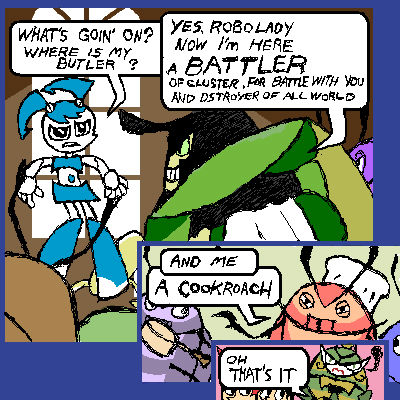 WHAT'S GOIN' ON?
WHERE IS MY
BUTLER ?
YES, ROBOLADY
NOW I'M HERE
A BATTLER
OF CLUSTER, FOR BATTLE WITH YOU
AND DSTROYER OF ALL WORLD
AND ME
A COOKROACH
OH
THAT'S IT